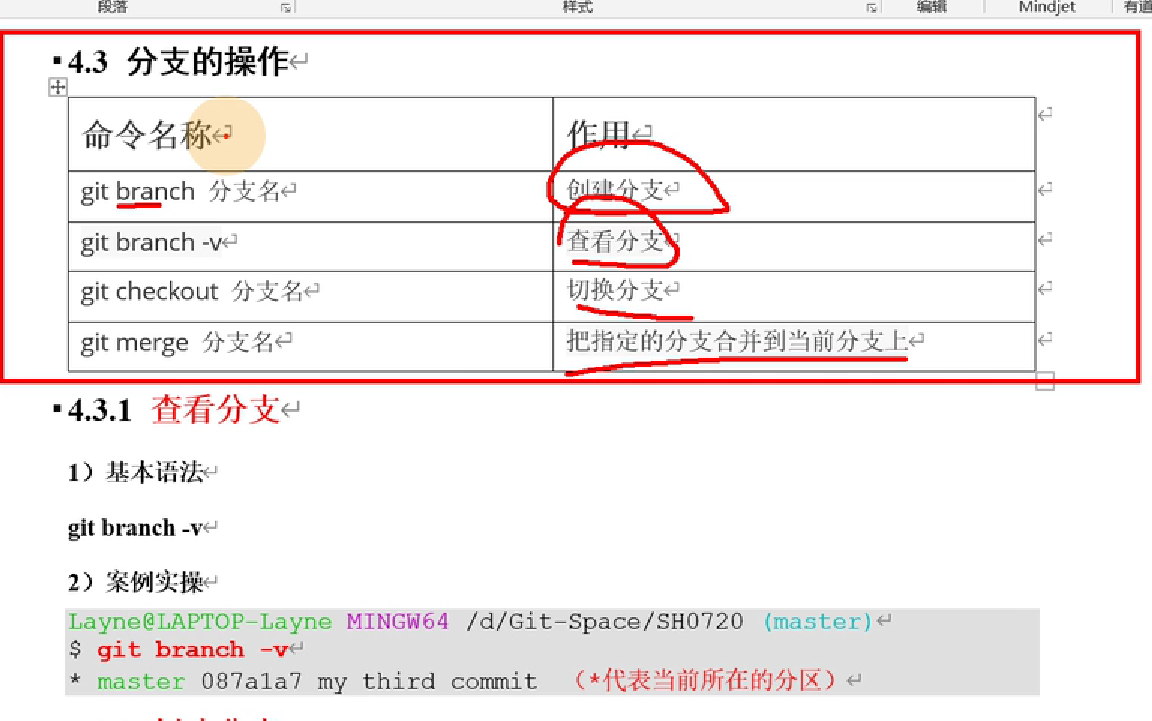 段落 样式 编辑 Mindjet 有道
4.3 分支的操作
命令名称 作用
git branch 分支名 创建分支
git branch -v 查看分支
git checkout 分支名 切换分支
git merge 分支名 把指定的分支合并到当前分支上
4.3.1 查看分支
1）基本语法
git branch -v
2）案例实操
Layne@LAPTOP-Layne MINGW64 /d/Git-Space/SH0720 (master)
$ git branch -v
* master 087a1a7 my third commit （*代表当前所在的分区）